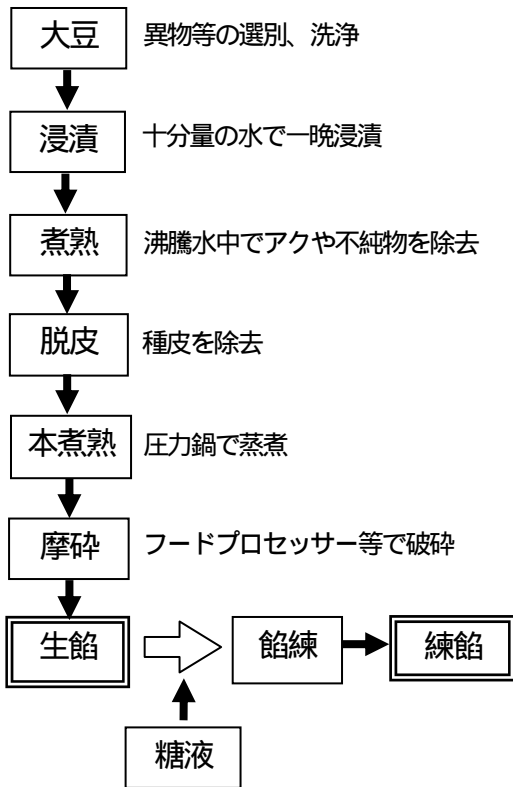 大豆 異物等の選別、洗浄
浸漬 十分量の水で一晩浸漬
煮熟 沸騰水中でアクや不純物を除去
脱皮 種皮を除去
本煮熟 圧力鍋で蒸煮
摩砕 フードプロセッサー等で破砕
生餡 餡練 練餡
糖液